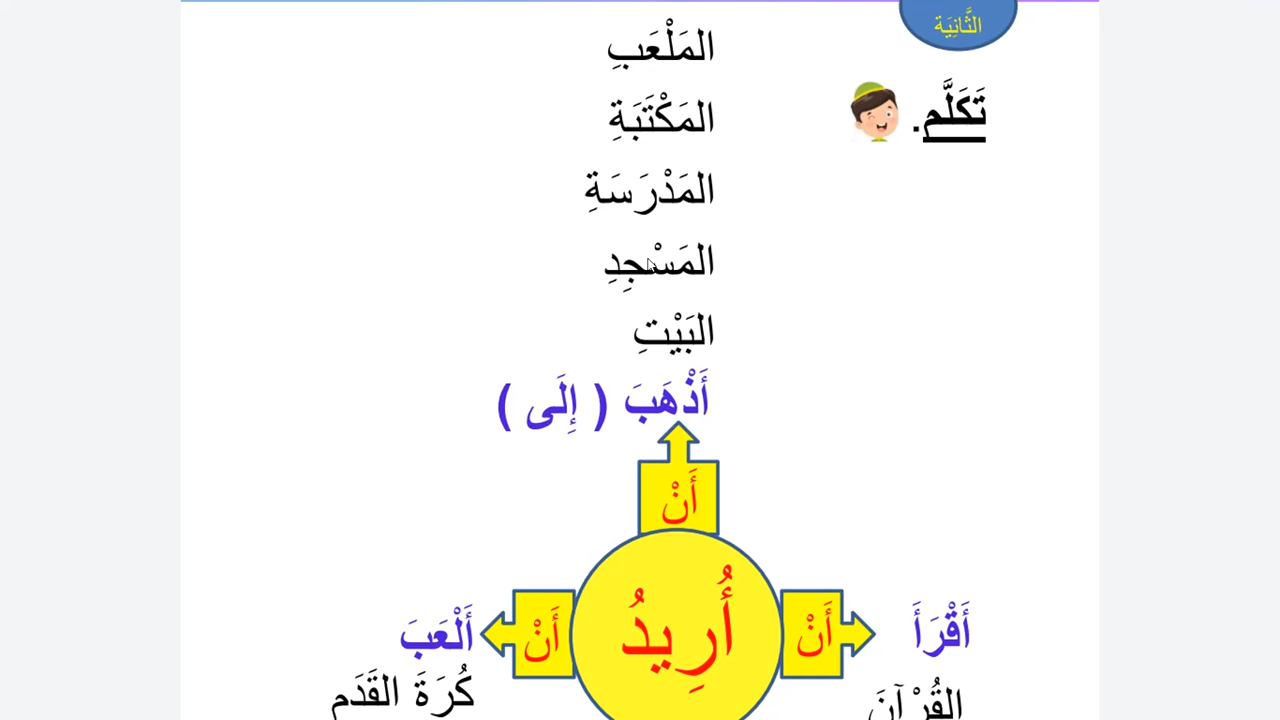 الثَّانِيَة
تَكَلَّم.
المَلْعَبِ
المَكْتَبَةِ
المَدْرَسَةِ
المَسْجِدِ
البَيْتِ
أَذْهَبَ ( إِلَى )
أَنْ
أُرِيدُ
أَنْ
أَقْرَأَ
القُرْآنَ
أَنْ
أَلْعَبَ
كُرَةَ القَدَم